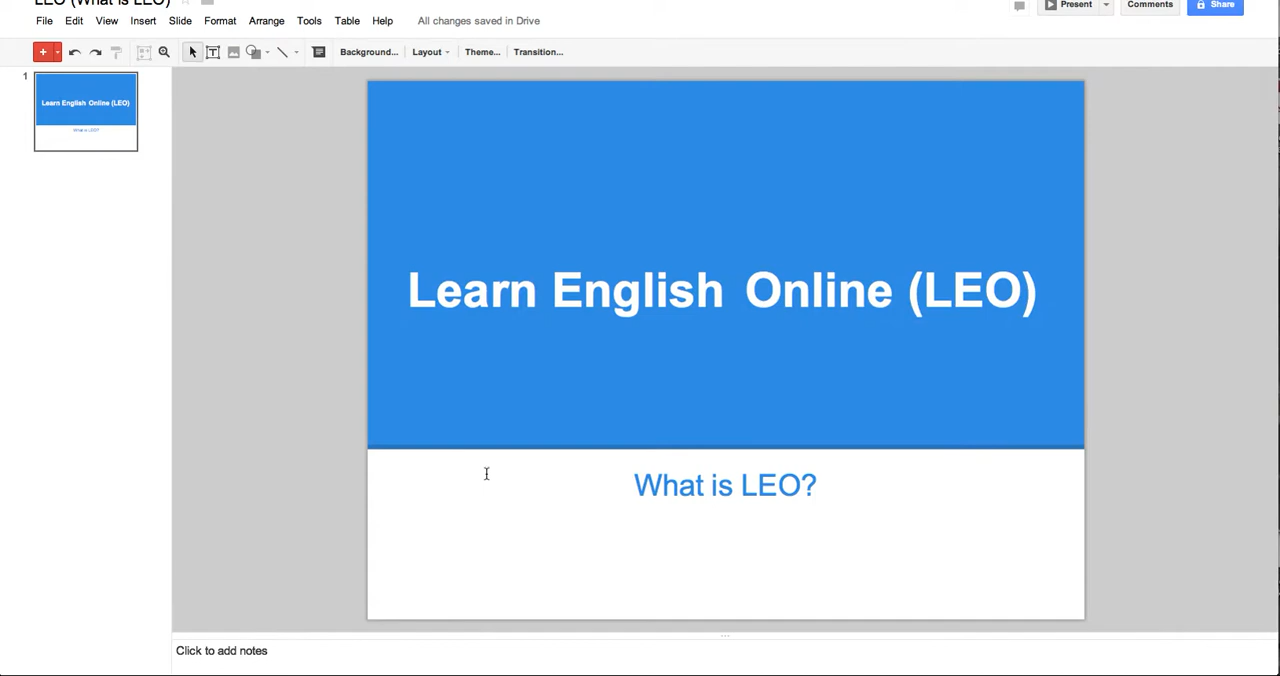 LEO (What is LEO)
File Edit View Insert Slide Format Arrange Tools Table Help All changes saved in Drive
Present Comments Share
Background... Layout Theme... Transition...
1
Learn English Online (LEO)
What is LEO?
Learn English Online (LEO)
What is LEO?
Click to add notes